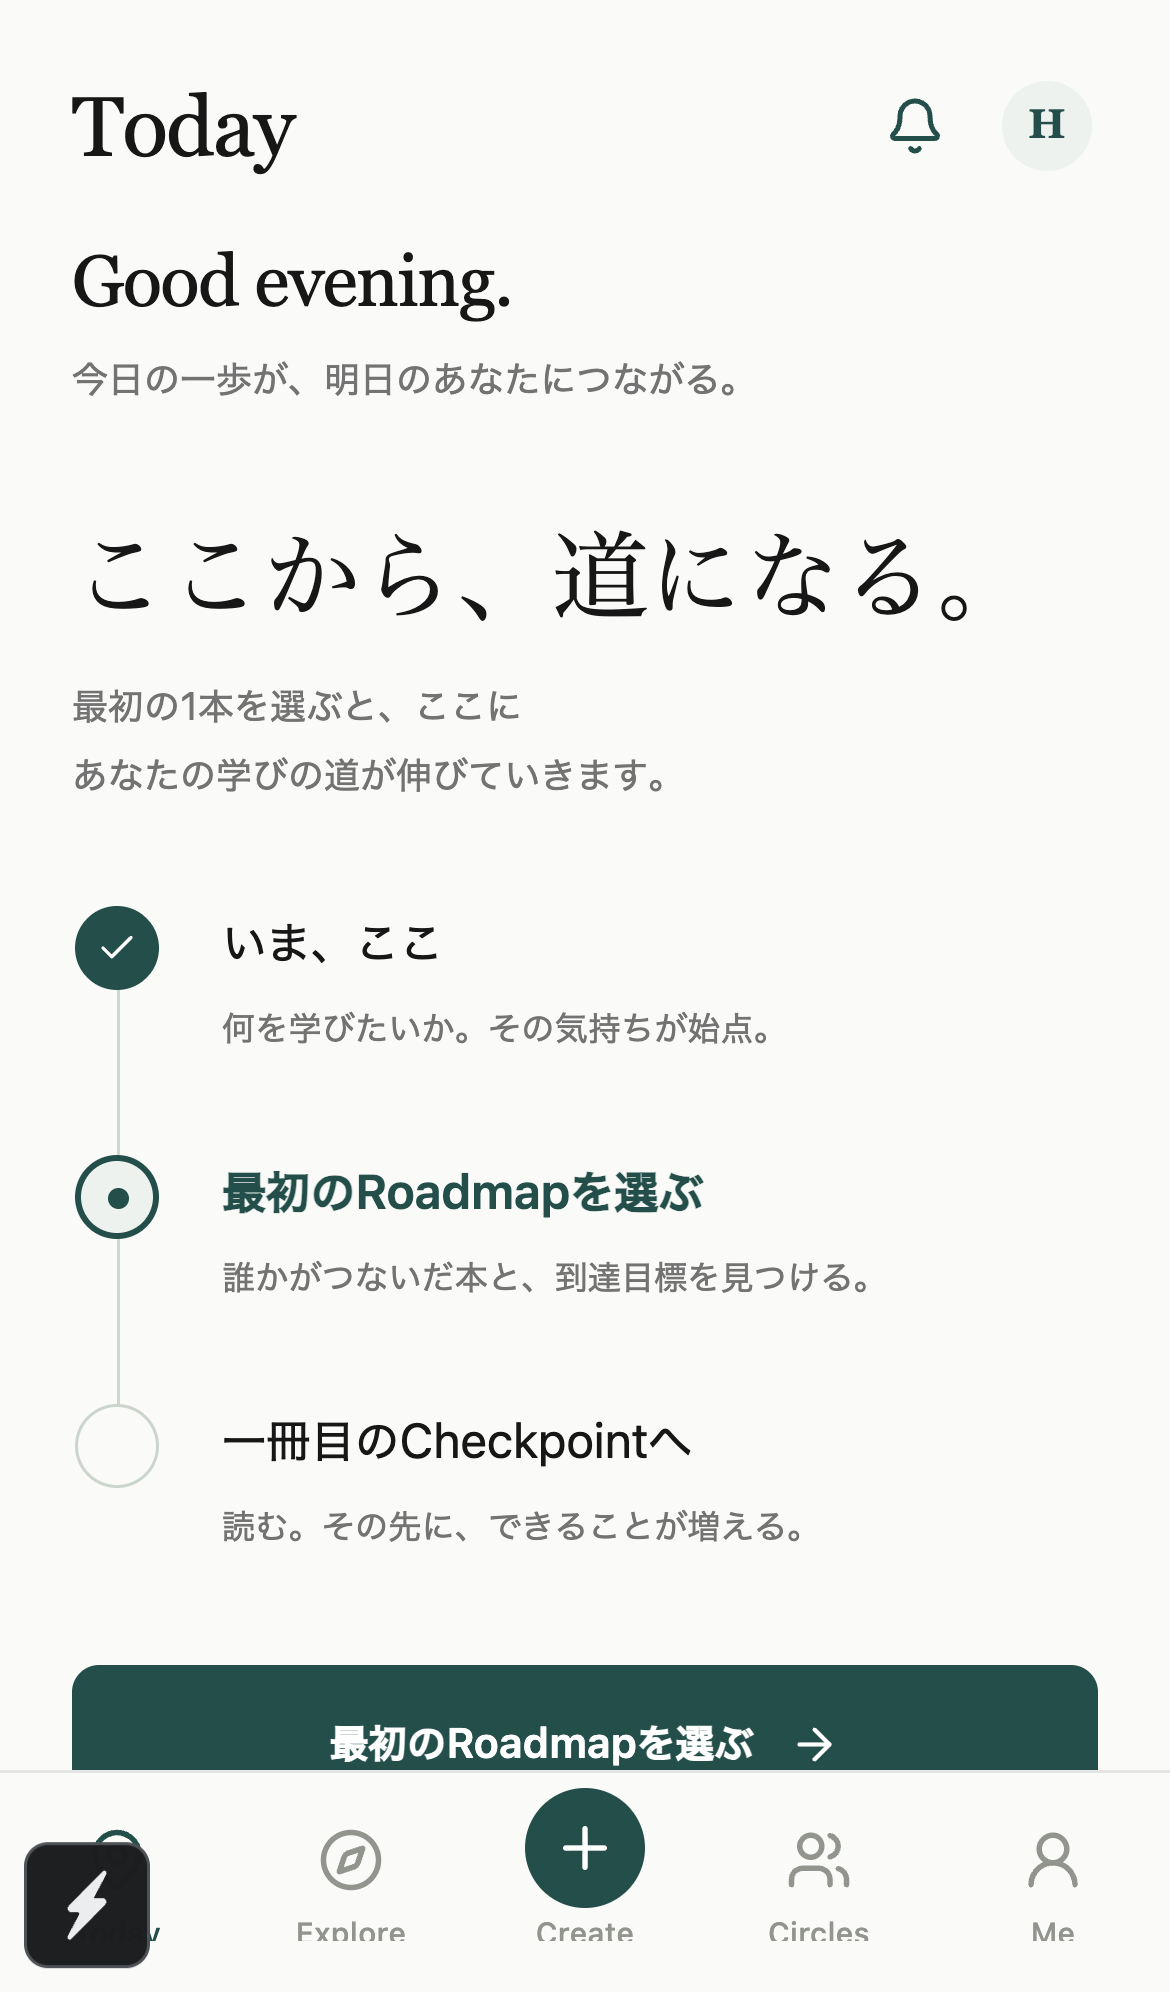 Today
H
Good evening.
今日の一歩が、明日のあなたにつながる。
ここから、道になる。
最初の1本を選ぶと、ここに
あなたの学びの道が伸びていきます。
いま、ここ
何を学びたいか。その気持ちが始点。
最初のRoadmapを選ぶ
誰かがつないだ本と、到達目標を見つける。
一冊目のCheckpointへ
読む。その先に、できることが増える。
最初のRoadmapを選ぶ →
Explore
Create
Circles
Me